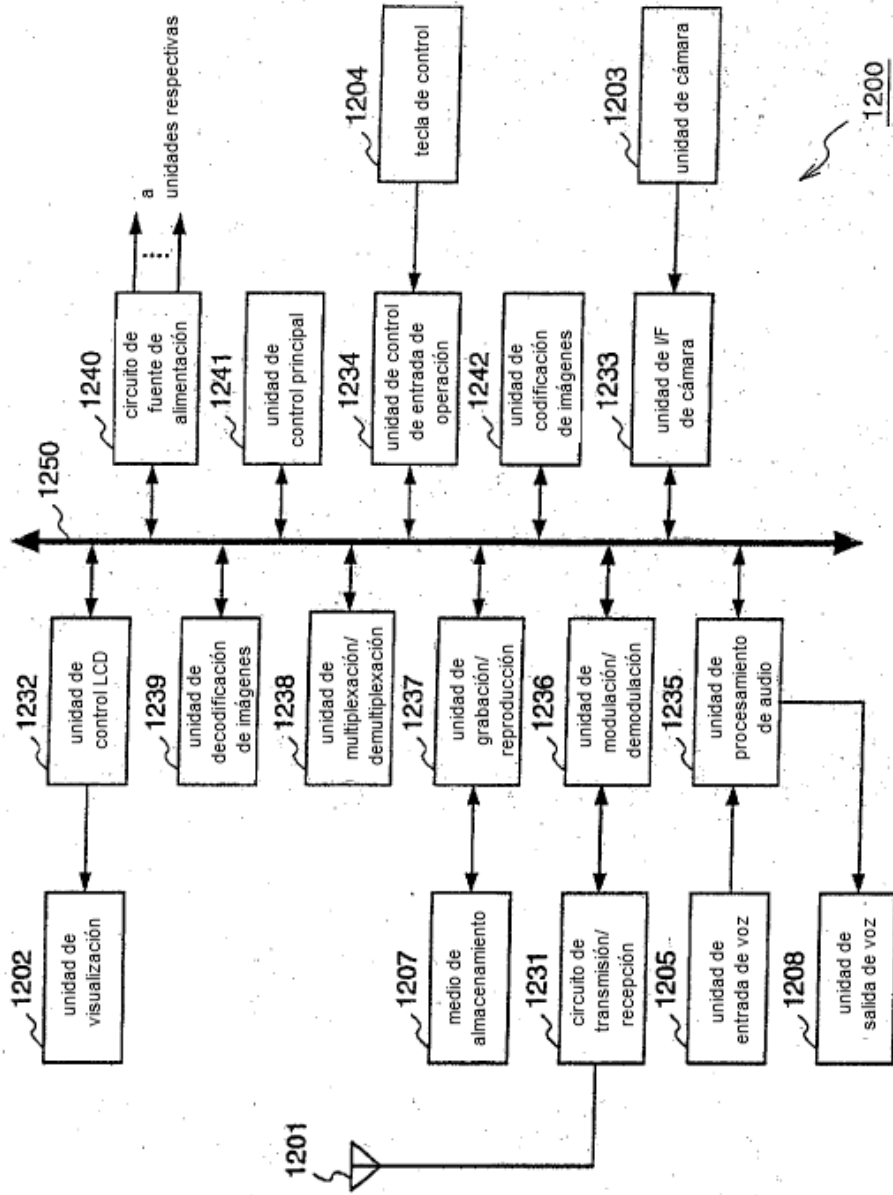 1202
unidad de
visualización
1232
unidad de
control LCD
1239
unidad de
decodificación
de imágenes
1238
unidad de
multiplexación/
demultiplexación
1207
medio de
almacenamiento
1237
unidad de
grabación/
reproducción
1201
1231
circuito de
transmisión/
recepción
1236
unidad de
modulación/
demodulación
1205
unidad de
entrada de voz
1235
unidad de
procesamiento
de audio
1208
unidad de
salida de voz
1250
1240
circuito de
fuente de
alimentación
a
unidades respectivas
1241
unidad de
control principal
1234
unidad de control
de entrada de
operación
1204
tecla de control
1242
unidad de
codificación
de imágenes
1233
unidad de I/F
de cámara
1203
unidad de cámara
1200